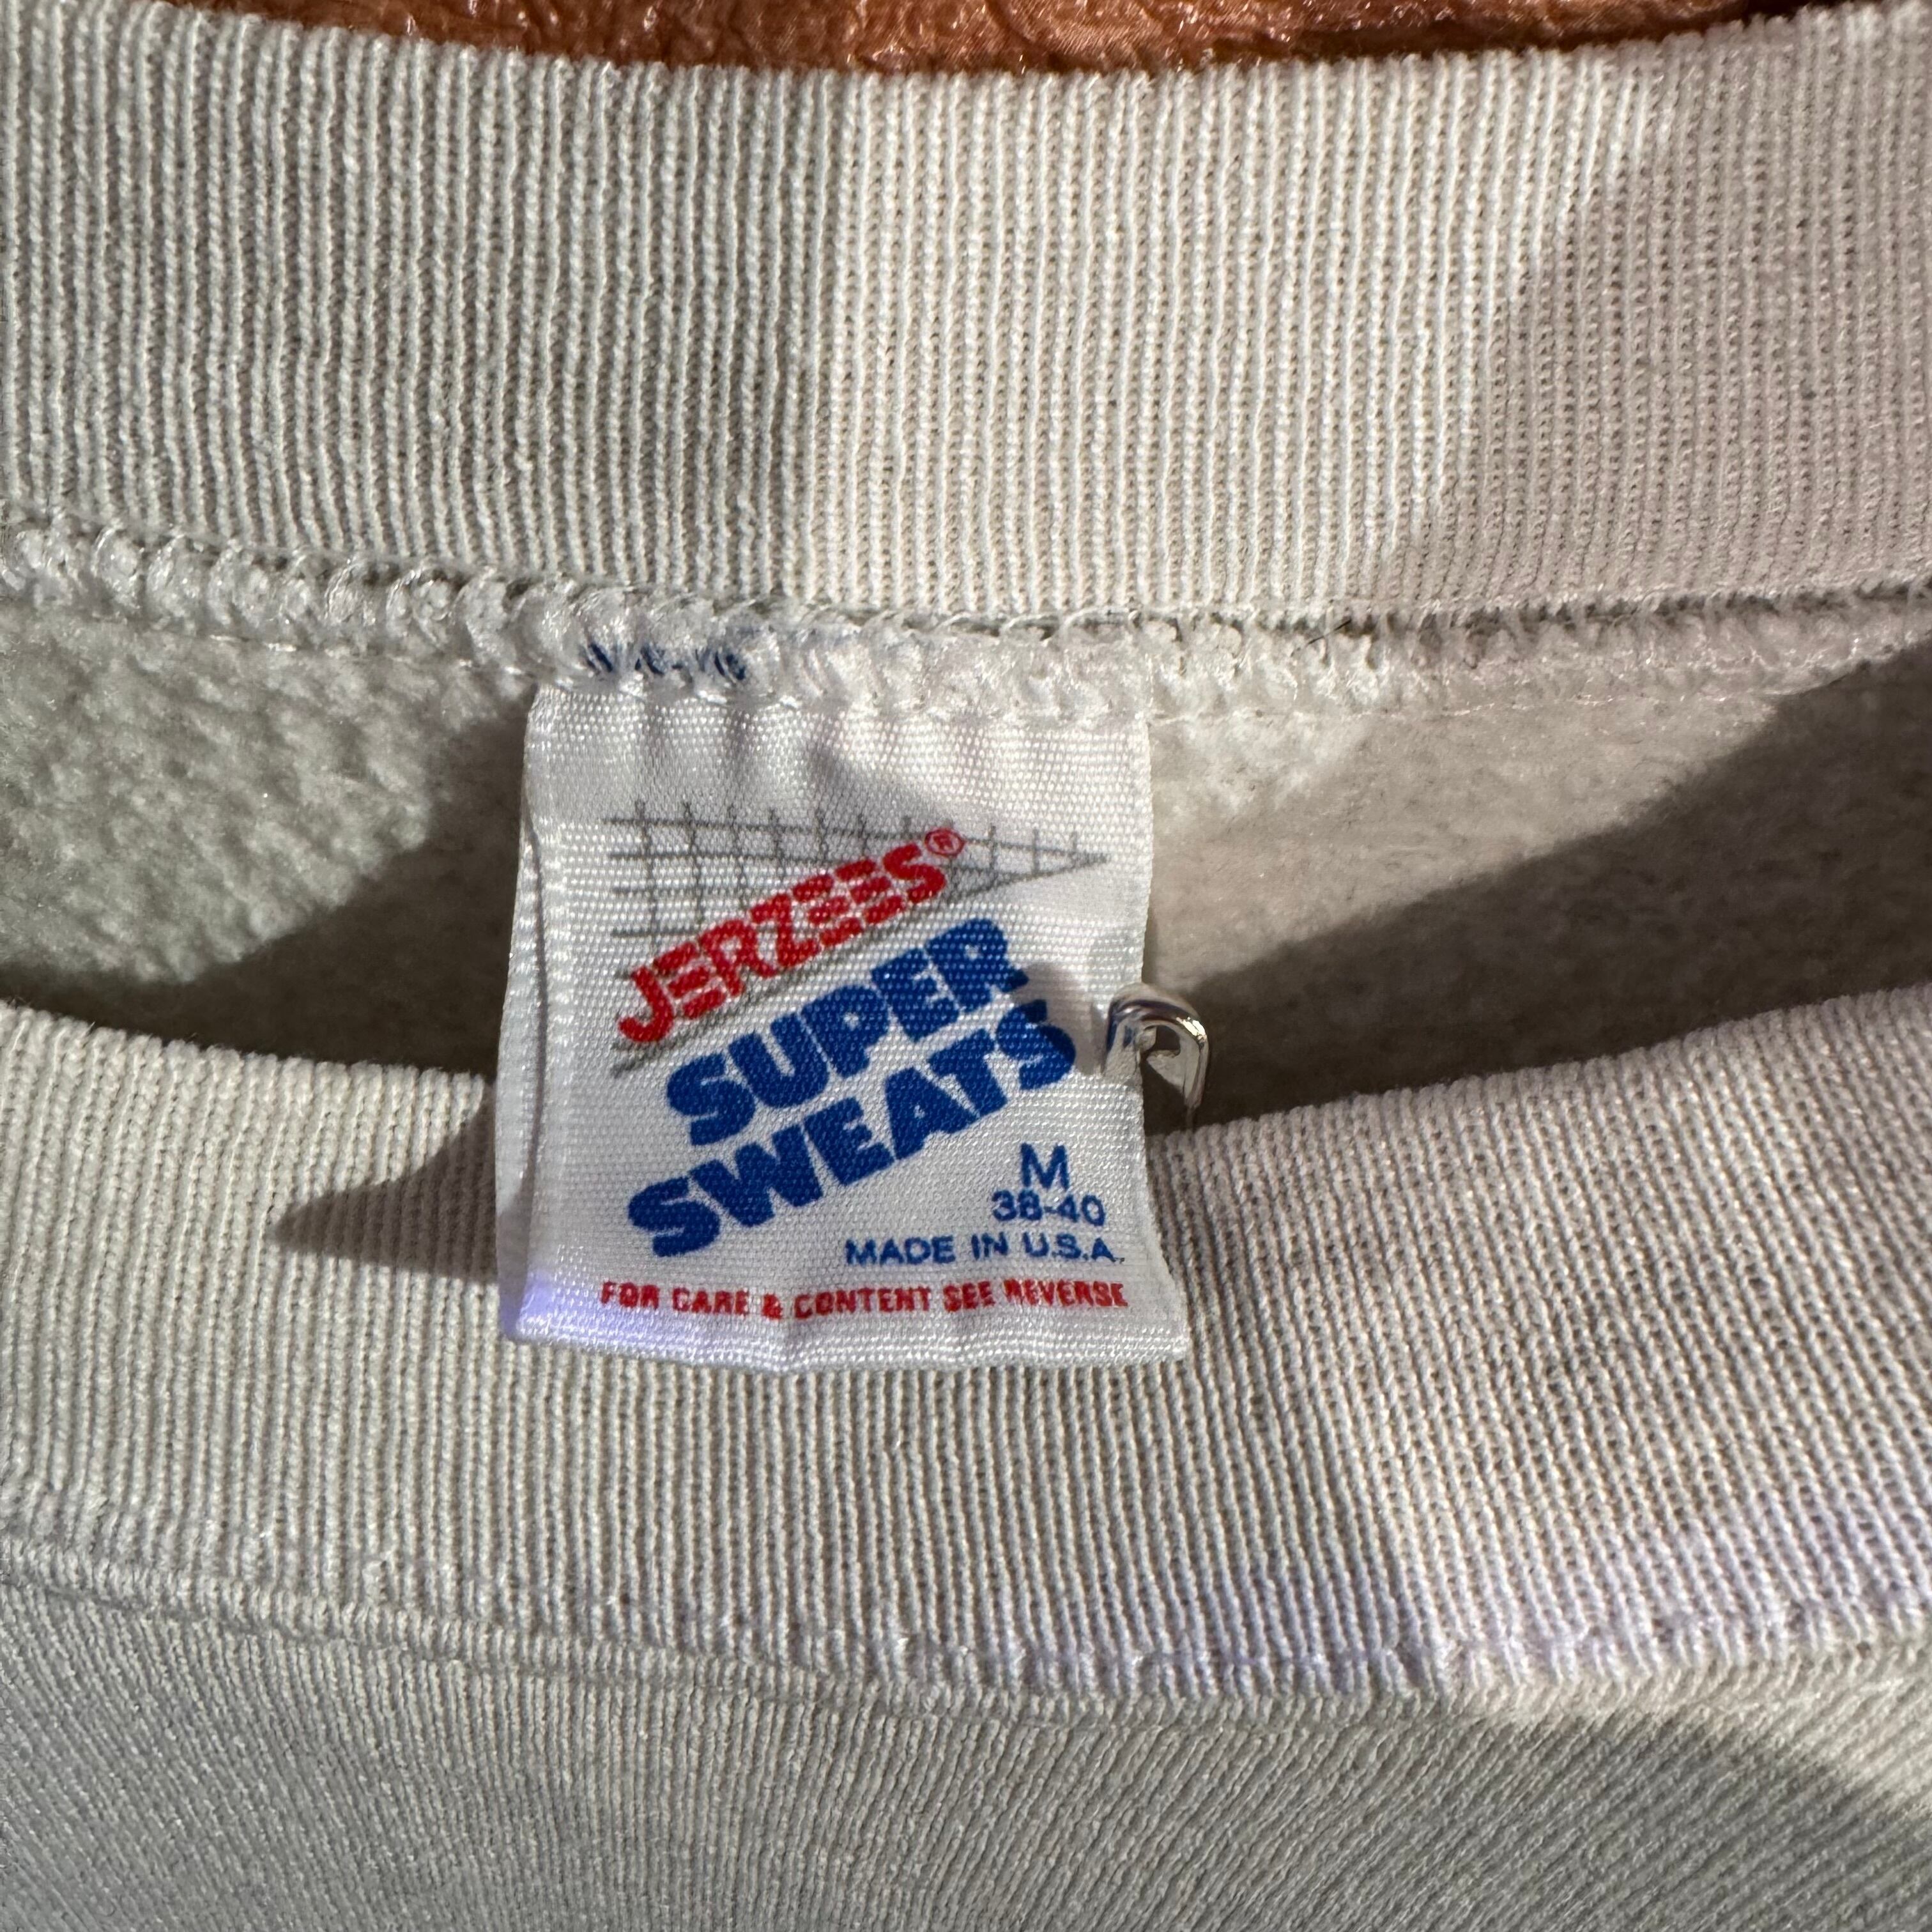 JERZEES®
SUPER
SWEATS
M
38-40
MADE IN U.S.A.
FOR CARE & CONTENT SEE REVERSE